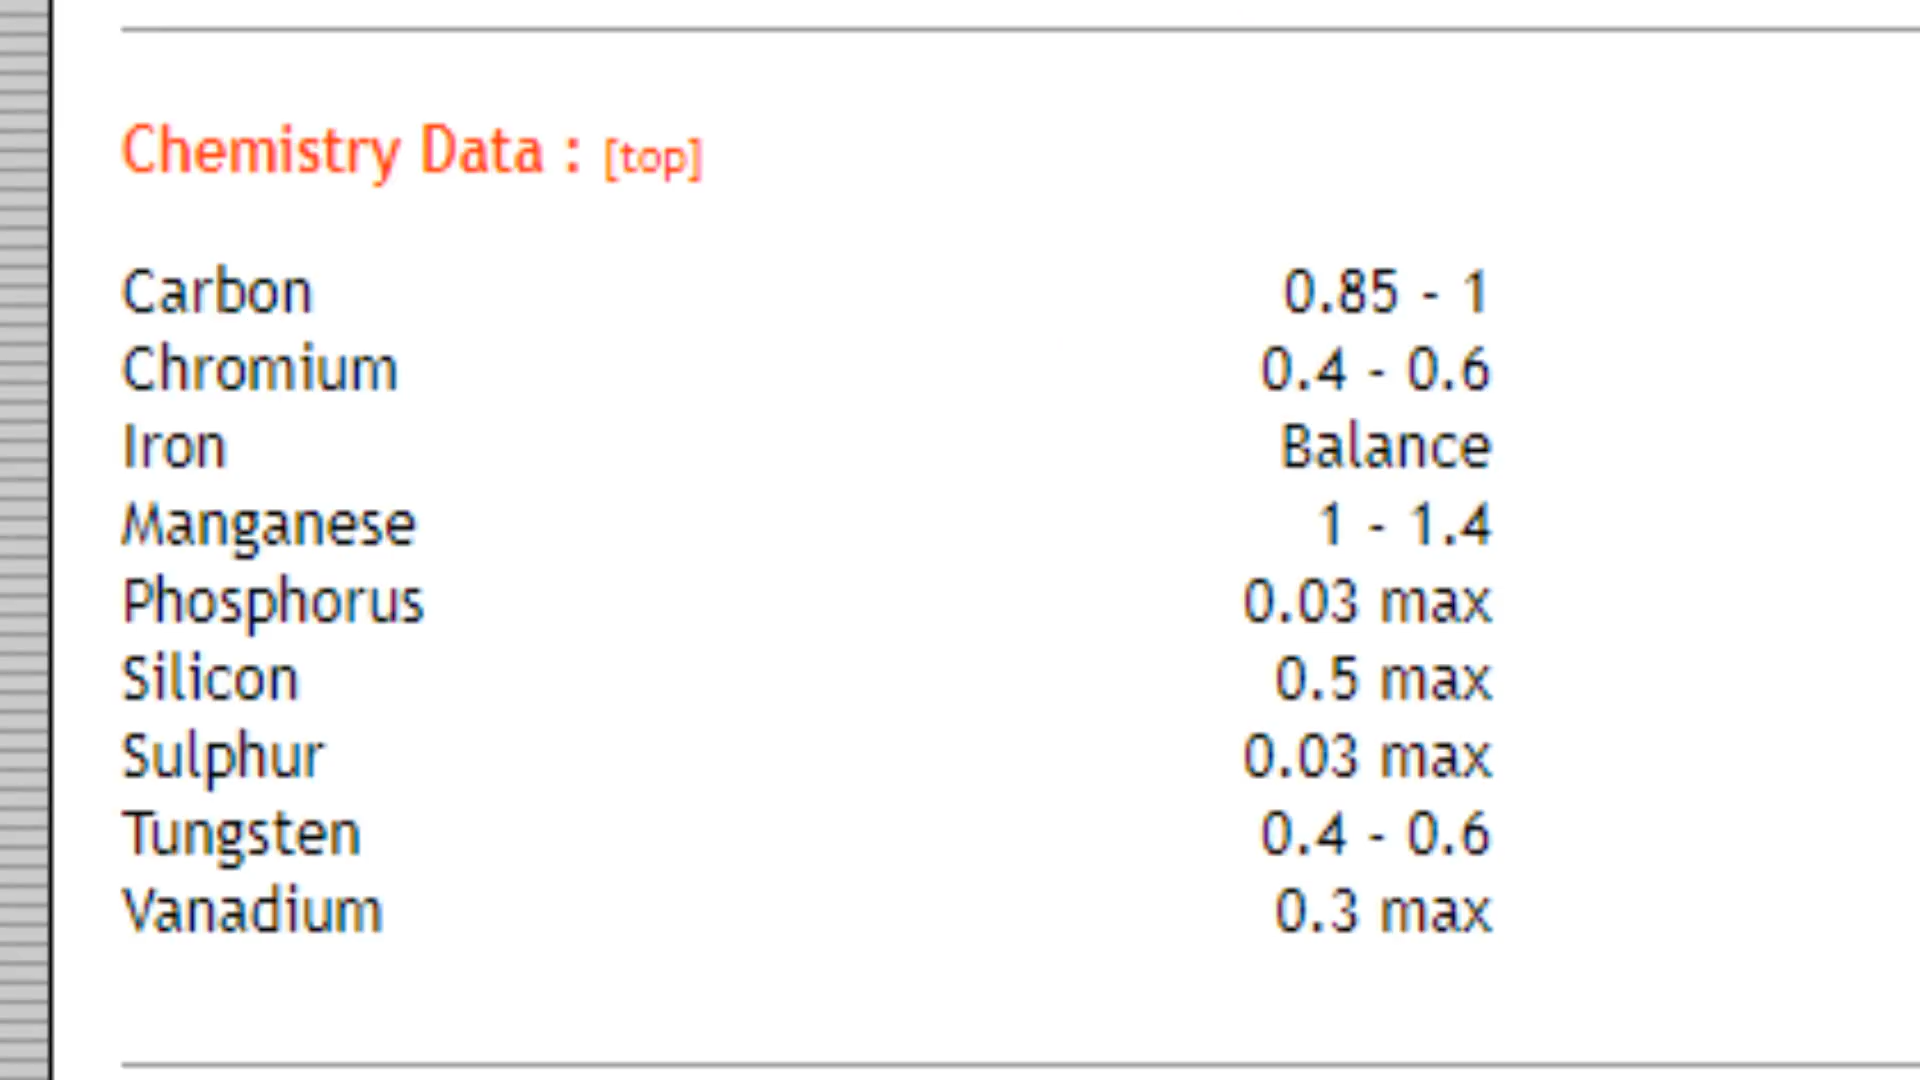 Chemistry Data : [top]
Carbon 0.85 - 1
Chromium 0.4 - 0.6
Iron Balance
Manganese 1 - 1.4
Phosphorus 0.03 max
Silicon 0.5 max
Sulphur 0.03 max
Tungsten 0.4 - 0.6
Vanadium 0.3 max